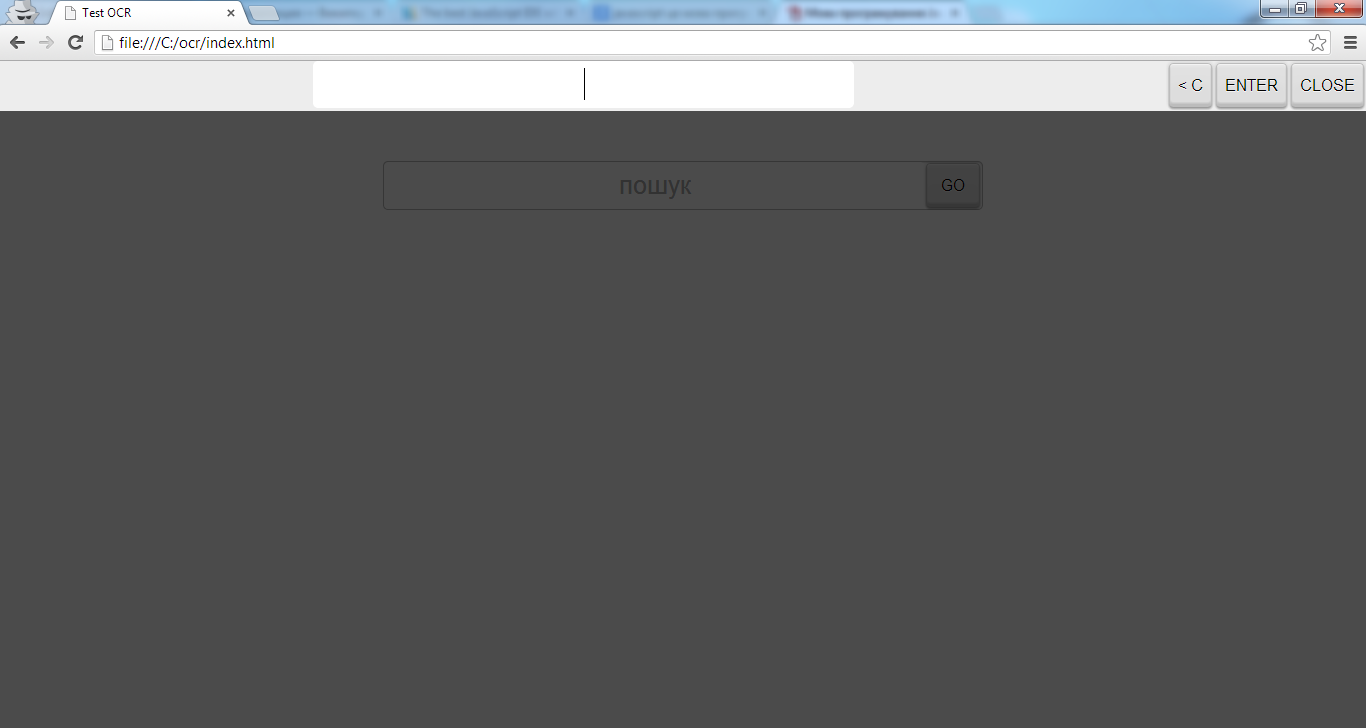 Test OCR
file:///C:/ocr/index.html
< C ENTER CLOSE
пошук GO